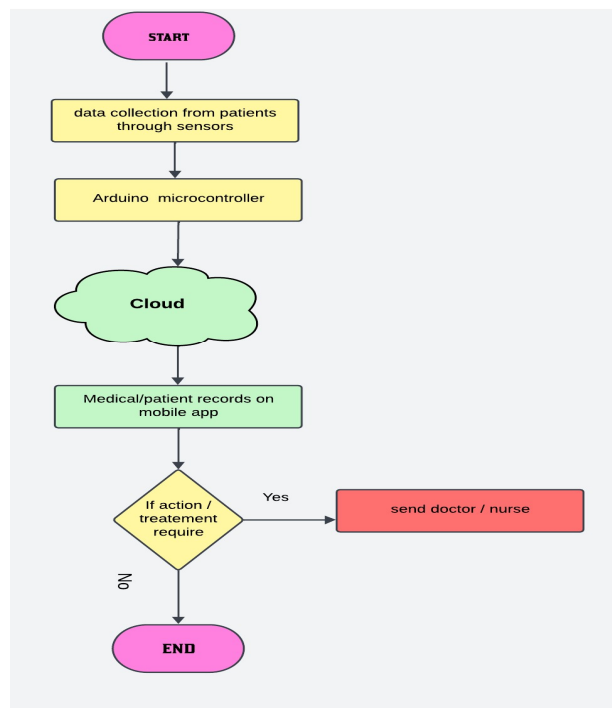 START
data collection from patients
through sensors
Arduino microcontroller
Cloud
Medical/patient records on
mobile app
If action /
treatement
require
Yes
send doctor / nurse
No
END